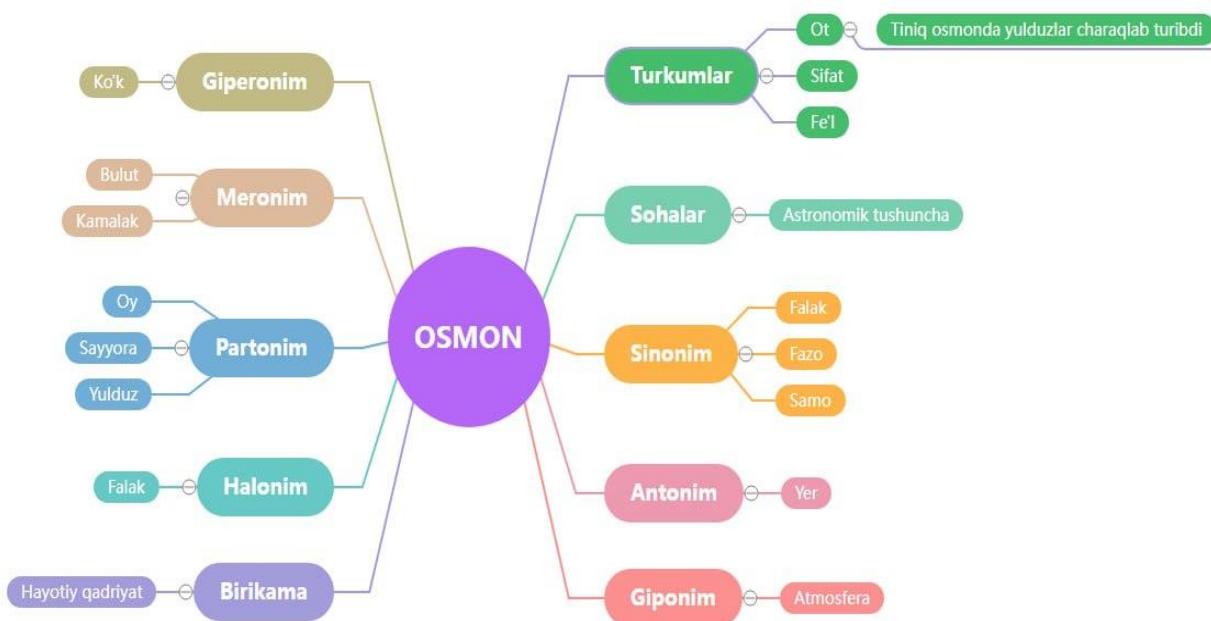 OSMON
Giperonim
Ko'k
Meronim
Bulut
Kamalak
Partonim
Oy
Sayyora
Yulduz
Halonim
Falak
Birikama
Hayotiy qadriyat
Turkumlar
Ot
Tiniq osmonda yulduzlar charaqlab turibdi
Sifat
Fe'l
Sohalar
Astronomik tushuncha
Sinonim
Falak
Fazo
Samo
Antonim
Yer
Giponim
Atmosfera